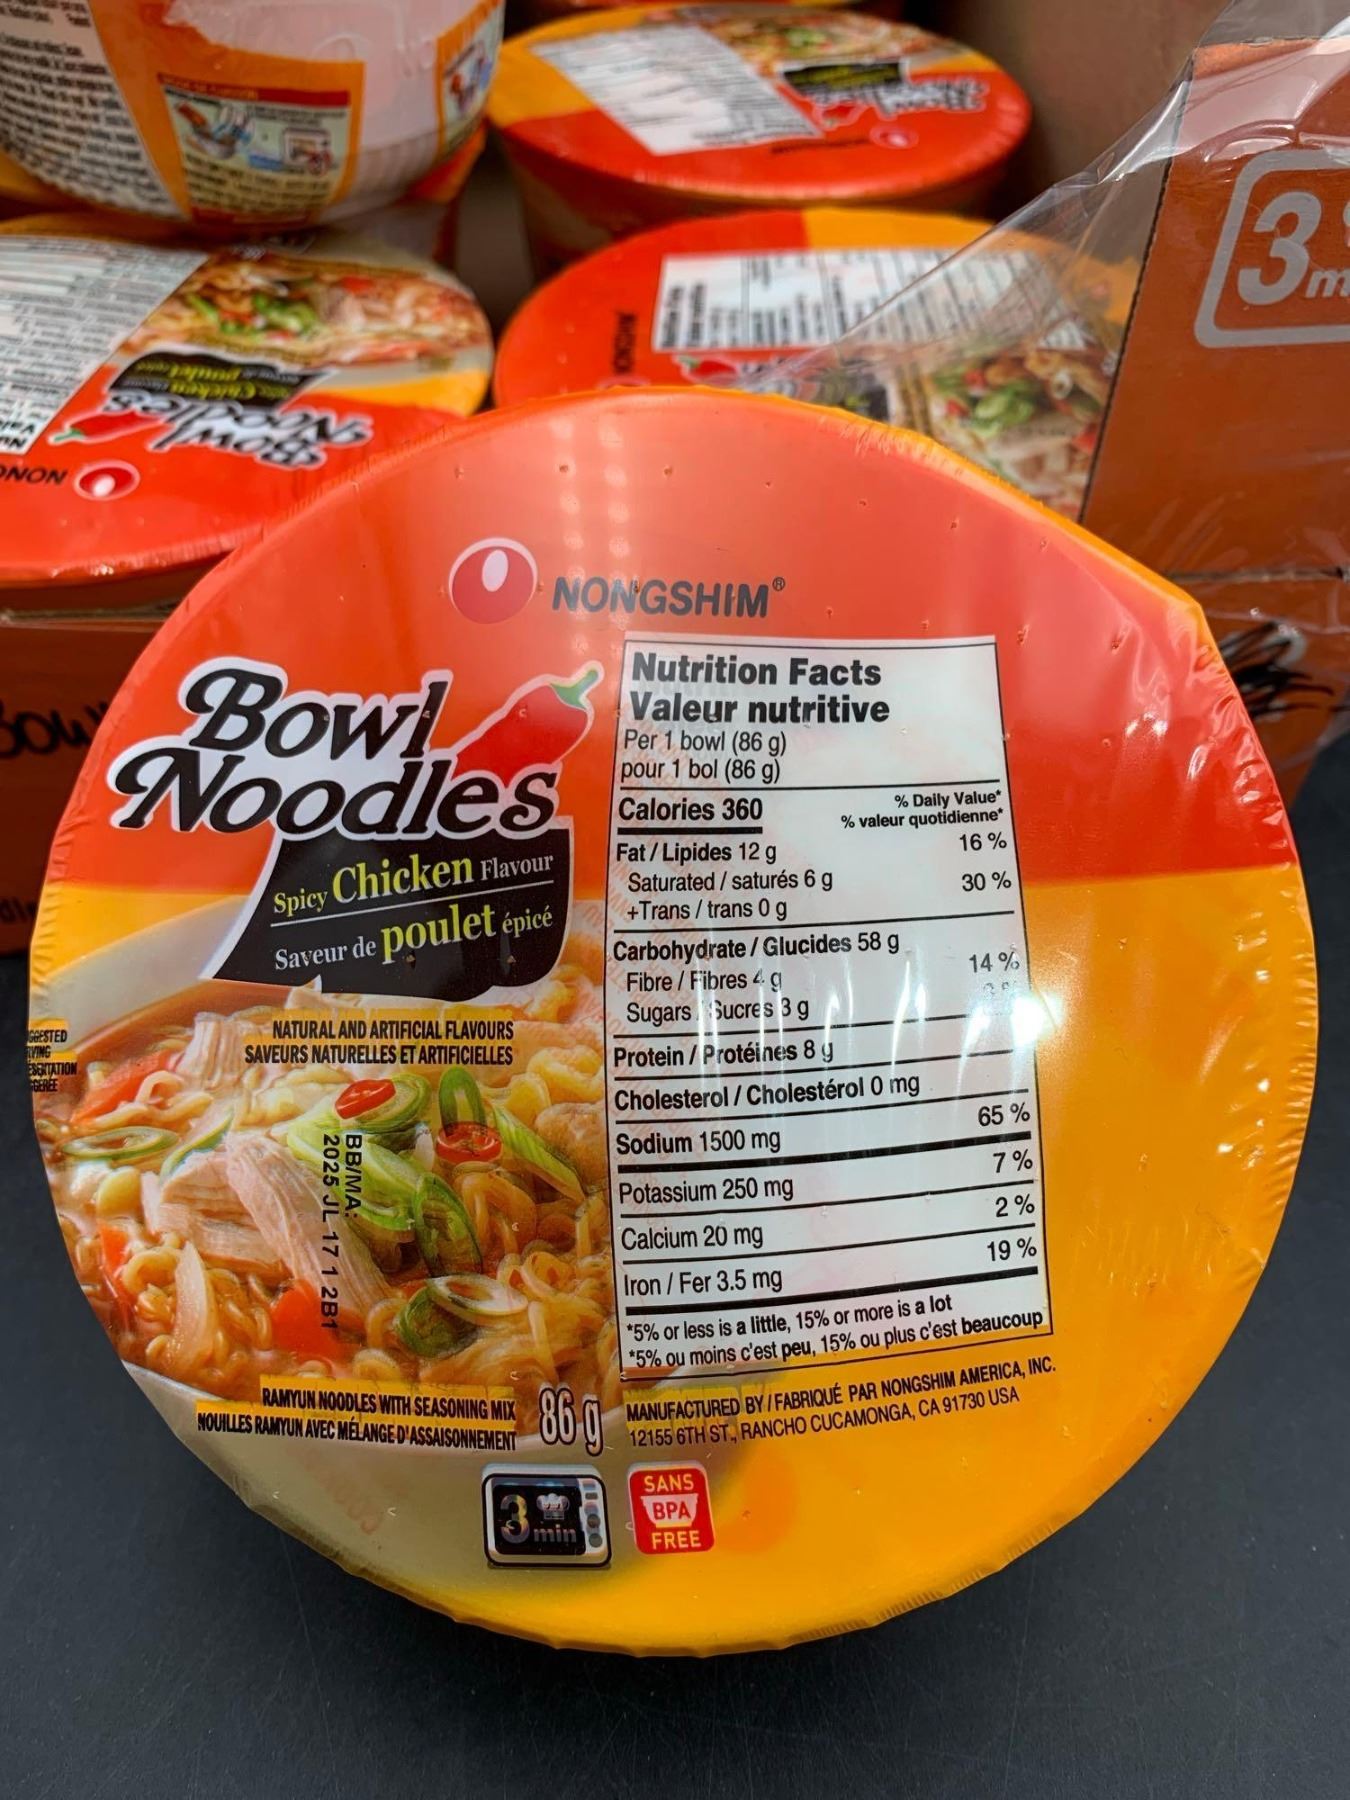 3
m
NONGSHIM®
Bowl
Noodles
Spicy Chicken Flavour
Saveur de poulet épicé
NATURAL AND ARTIFICIAL FLAVOURS
SAVEURS NATURELLES ET ARTIFICIELLES
BB/MA:
2025 JL 17 1 2B1
RAMYUN NOODLES WITH SEASONING MIX
NOUILLES RAMYUN AVEC MÉLANGE D'ASSAISONNEMENT
86 g
3 min
SANS
BPA
FREE
Nutrition Facts
Valeur nutritive
Per 1 bowl (86 g)
pour 1 bol (86 g)
Calories 360
% Daily Value*
% valeur quotidienne*
Fat / Lipides 12 g 16 %
Saturated / saturés 6 g
+Trans / trans 0 g 30 %
Carbohydrate / Glucides 58 g
Fibre / Fibres 4 g 14 %
Sugars / Sucres 3 g
Protein / Protéines 8 g
Cholesterol / Cholestérol 0 mg
Sodium 1500 mg 65 %
Potassium 250 mg 7 %
Calcium 20 mg 2 %
Iron / Fer 3.5 mg 19 %
*5% or less is a little, 15% or more is a lot
*5% ou moins c'est peu, 15% ou plus c'est beaucoup
MANUFACTURED BY / FABRIQUÉ PAR NONGSHIM AMERICA, INC.
12155 6TH ST., RANCHO CUCAMONGA, CA 91730 USA
Bowl
Noodles